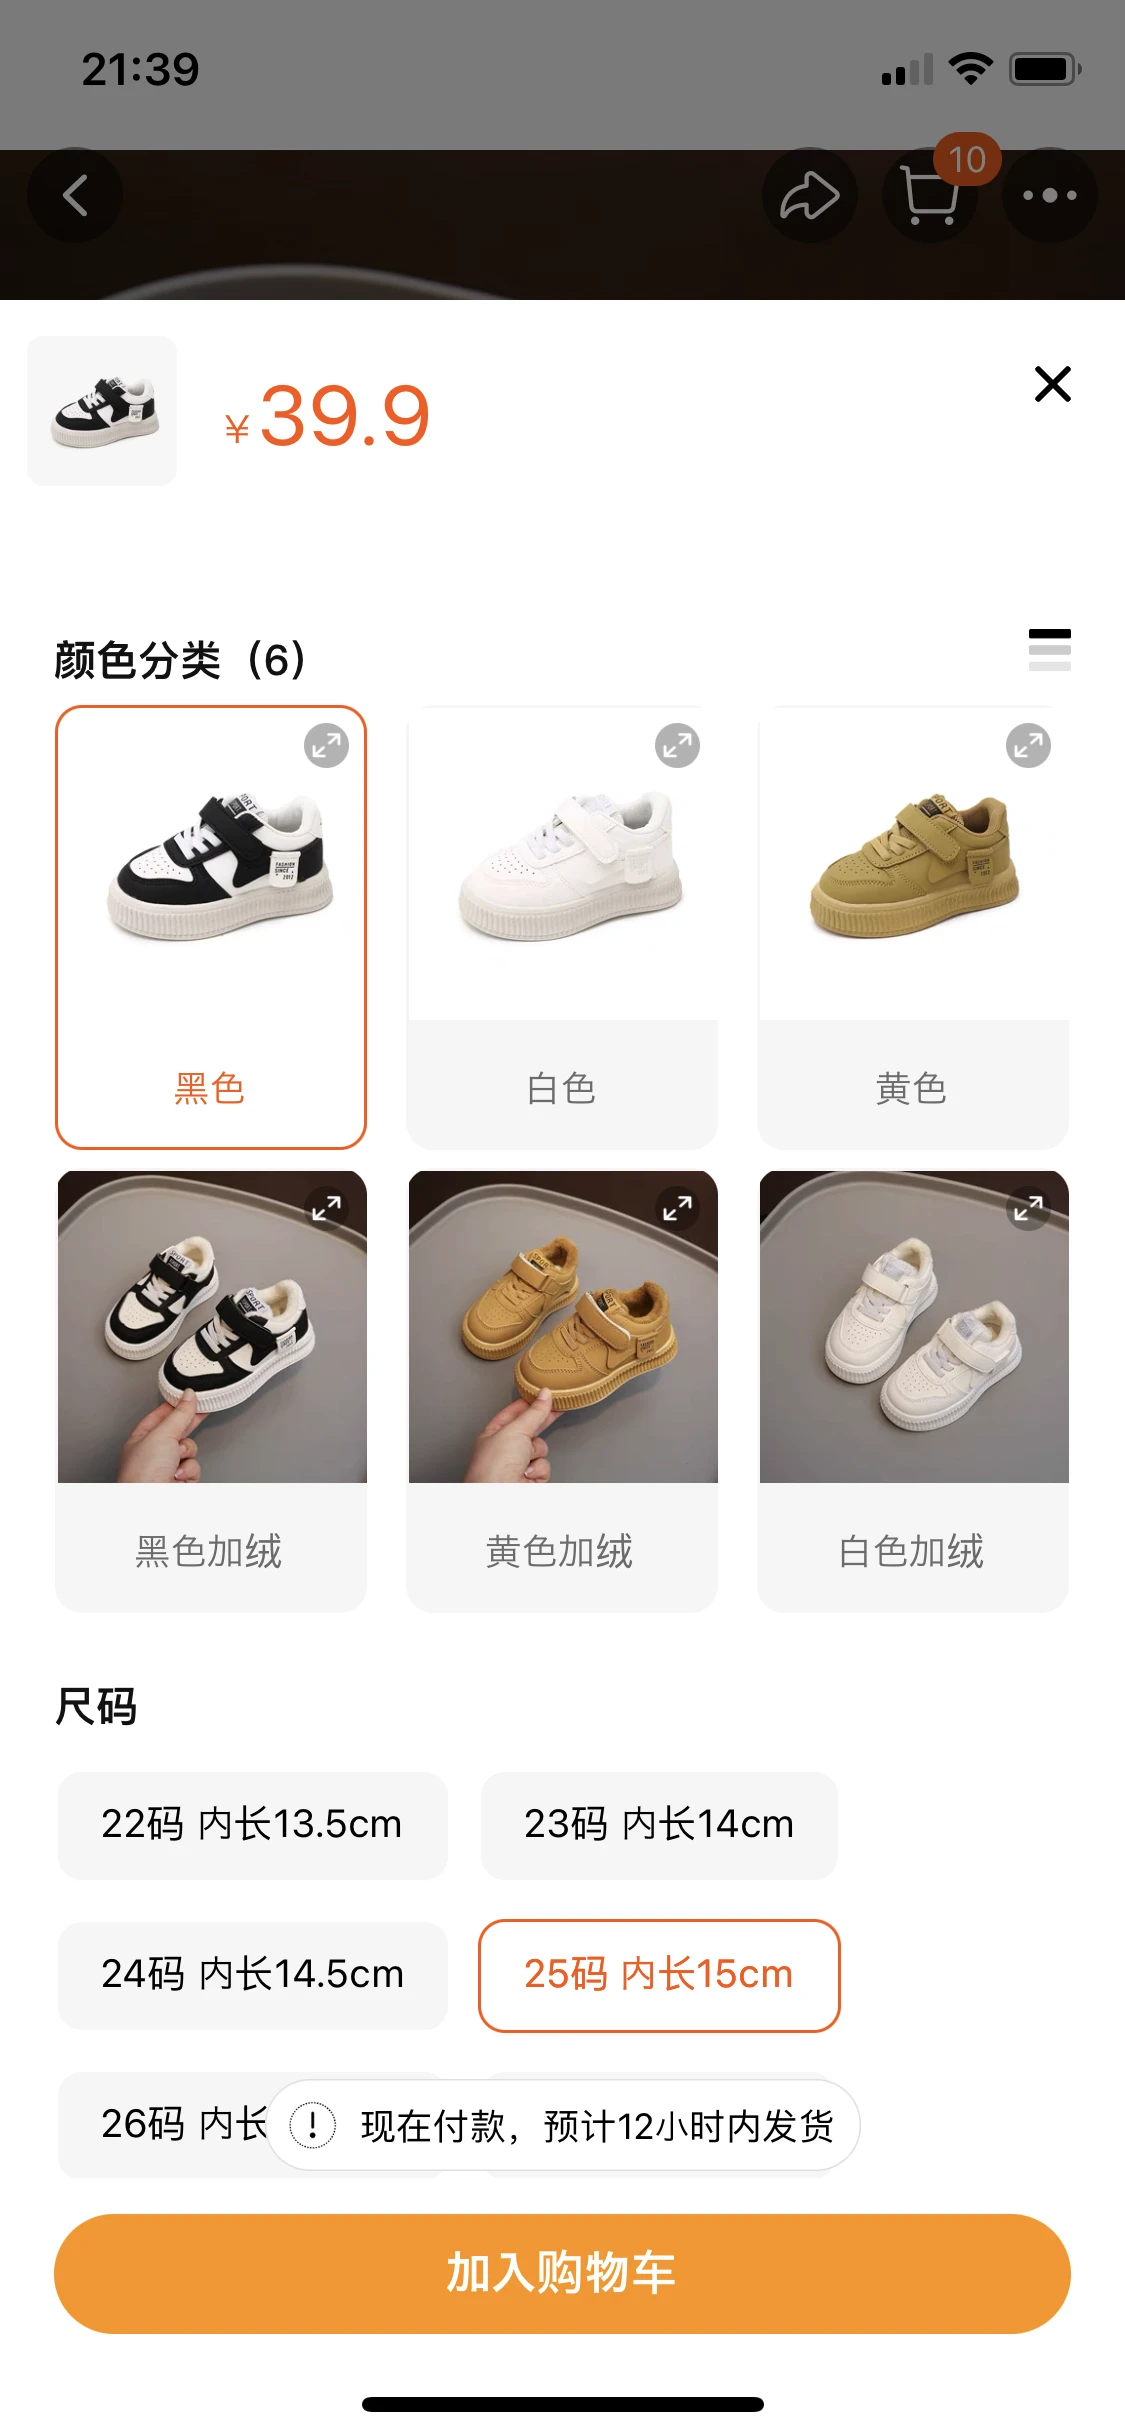 21:39
10
¥39.9
颜色分类（6）
黑色
白色
黄色
黑色加绒
黄色加绒
白色加绒
尺码
22码 内长13.5cm
23码 内长14cm
24码 内长14.5cm
25码 内长15cm
26码 内长
现在付款，预计12小时内发货
加入购物车